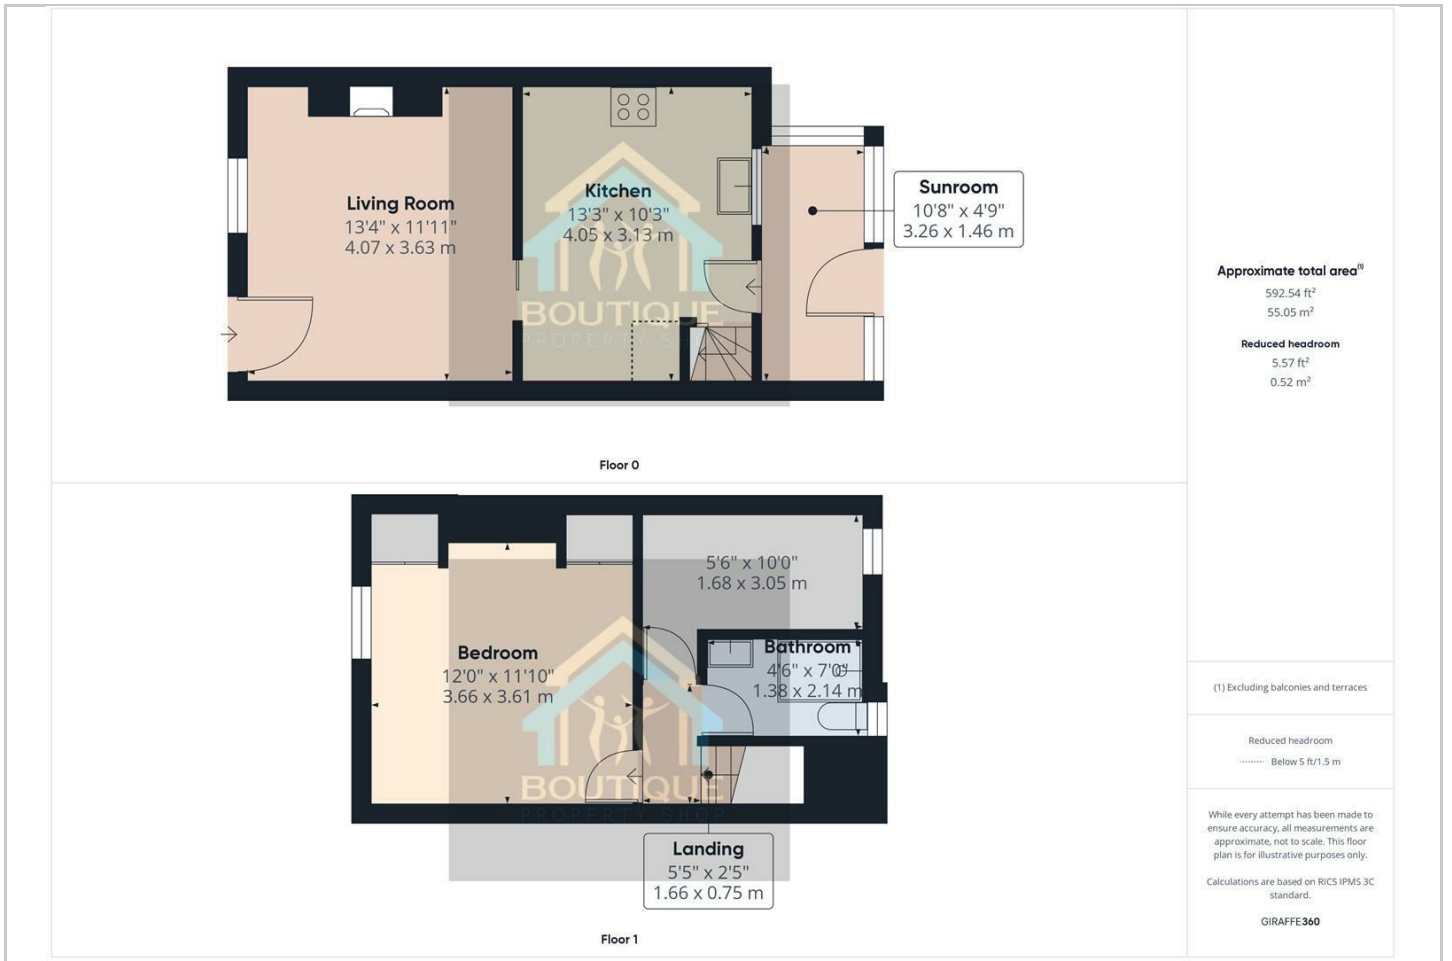 Living Room
13'4" x 11'11"
4.07 x 3.63 m
Kitchen
13'3" x 10'3"
4.05 x 3.13 m
Sunroom
10'8" x 4'9"
3.26 x 1.46 m
BOUTIQUE
PROPERTY SHOP
Floor 0
5'6" x 10'0"
1.68 x 3.05 m
Bedroom
12'0" x 11'10"
3.66 x 3.61 m
Bathroom
4'6" x 7'0"
1.38 x 2.14 m
BOUTIQUE
PROPERTY SHOP
Landing
5'5" x 2'5"
1.66 x 0.75 m
Floor 1
Approximate total area(1)
592.54 ft²
55.05 m²
Reduced headroom
5.57 ft²
0.52 m²
(1) Excluding balconies and terraces
Reduced headroom
Below 5 ft/1.5 m
While every attempt has been made to
ensure accuracy, all measurements are
approximate, not to scale. This floor
plan is for illustrative purposes only.
Calculations are based on RICS IPMS 3C
standard.
GIRAFFE360